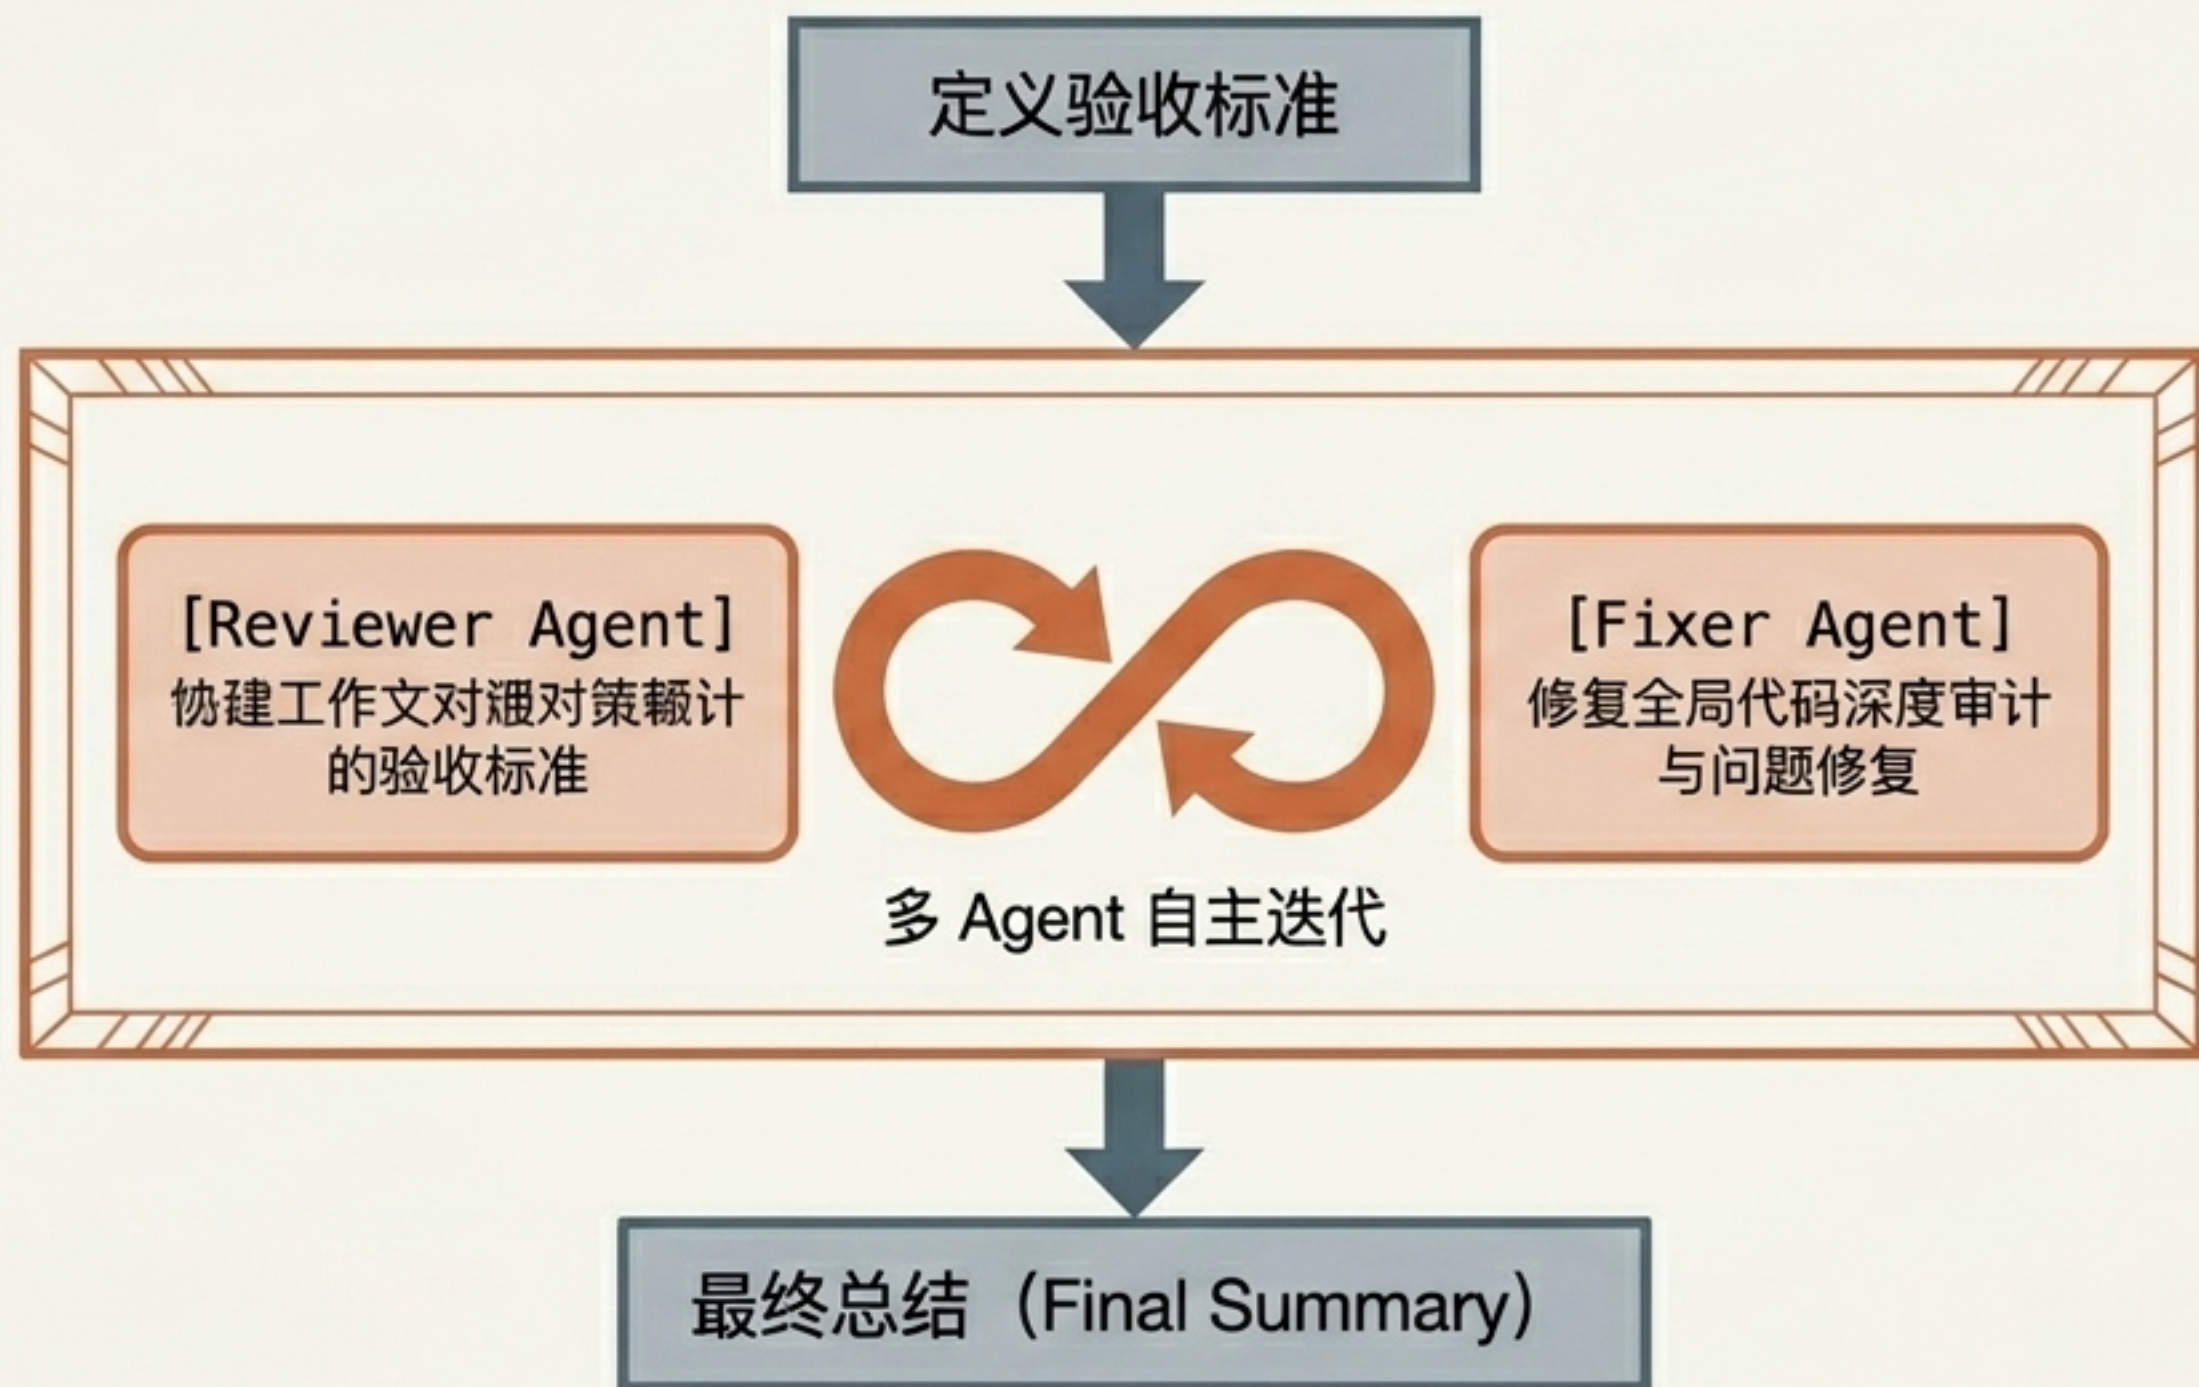 定义验收标准
[Reviewer Agent]
建工作文对对策计
的验收标准
[Fixer Agent]
修复全局代码深度审计
与问题修复
多 Agent 自主迭代
最终总结（Final Summary）